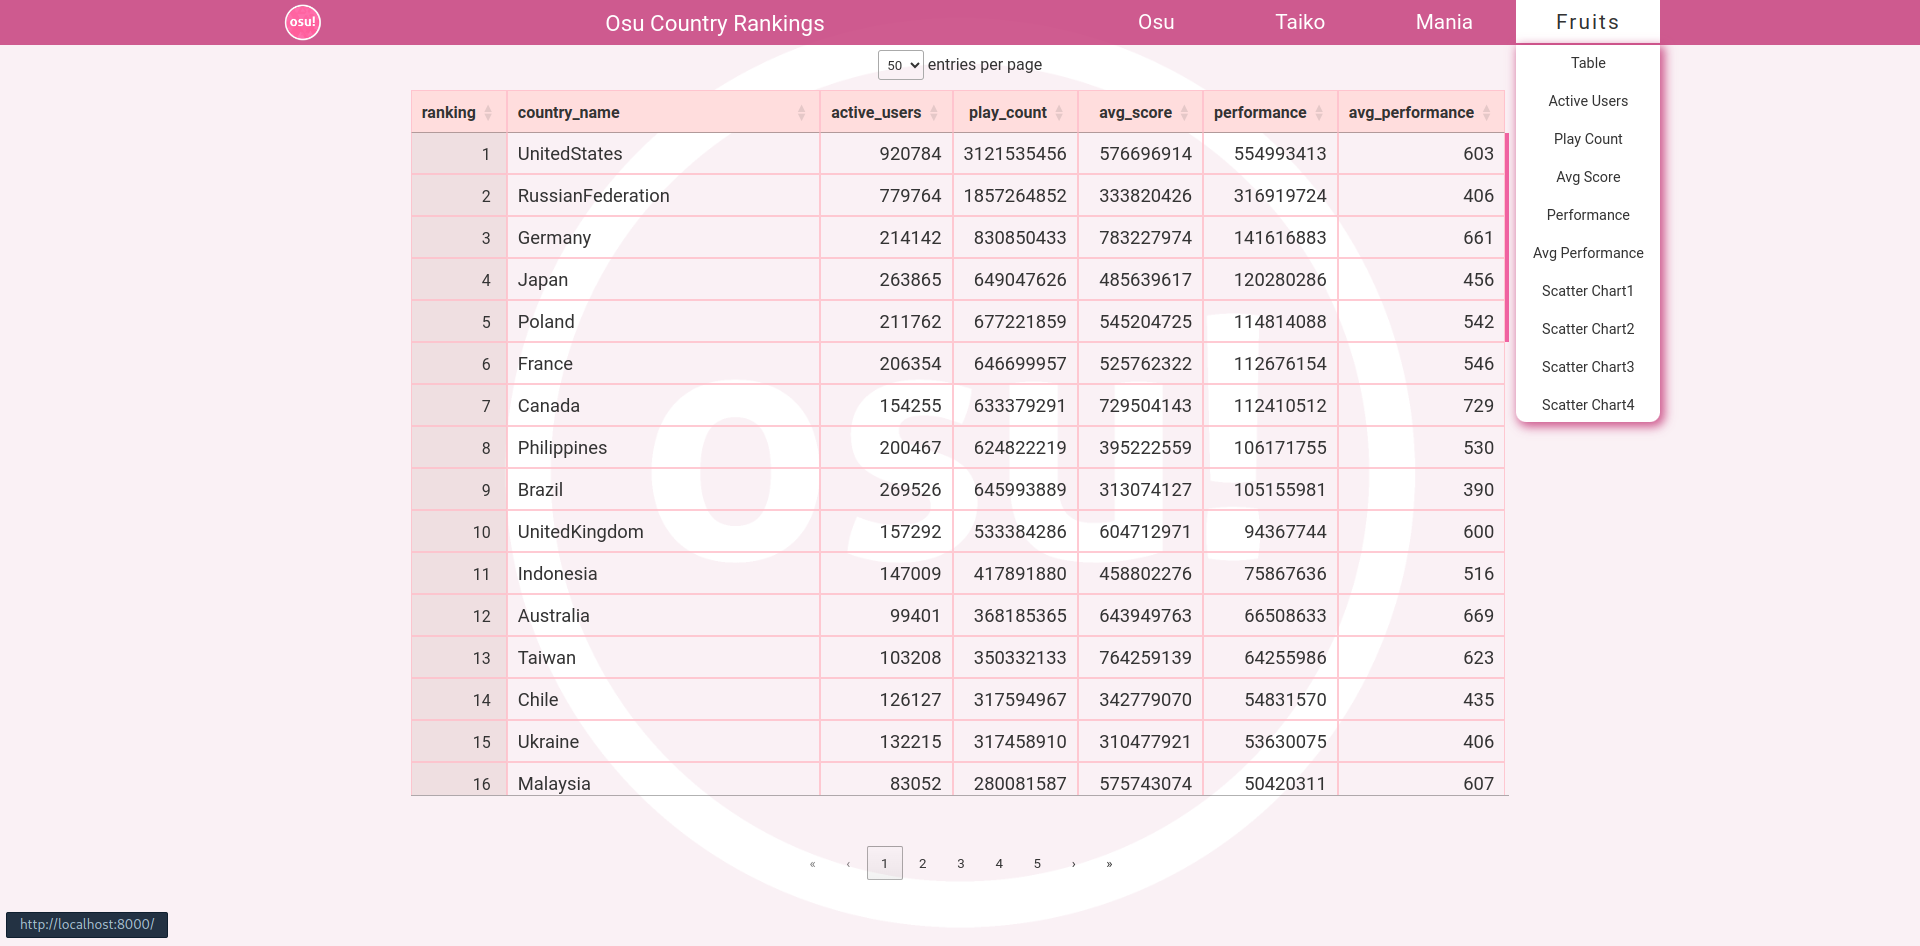 osu! Osu Country Rankings Osu Taiko Mania Fruits
50 entries per page
ranking country_name active_users play_count avg_score performance avg_performance
1 UnitedStates 920784 3121535456 576696914 554993413 603
2 RussianFederation 779764 1857264852 333820426 316919724 406
3 Germany 214142 830850433 783227974 141616883 661
4 Japan 263865 649047626 485639617 120280286 456
5 Poland 211762 677221859 545204725 114814088 542
6 France 206354 646699957 525762322 112676154 546
7 Canada 154255 633379291 729504143 112410512 729
8 Philippines 200467 624822219 395222559 106171755 530
9 Brazil 269526 645993889 313074127 105155981 390
10 UnitedKingdom 157292 533384286 604712971 94367744 600
11 Indonesia 147009 417891880 458802276 75867636 516
12 Australia 99401 368185365 643949763 66508633 669
13 Taiwan 103208 350332133 764259139 64255986 623
14 Chile 126127 317594967 342779070 54831570 435
15 Ukraine 132215 317458910 310477921 53630075 406
16 Malaysia 83052 280081587 575743074 50420311 607
Table
Active Users
Play Count
Avg Score
Performance
Avg Performance
Scatter Chart1
Scatter Chart2
Scatter Chart3
Scatter Chart4
osu!
« ‹ 1 2 3 4 5 › »
http://localhost:8000/